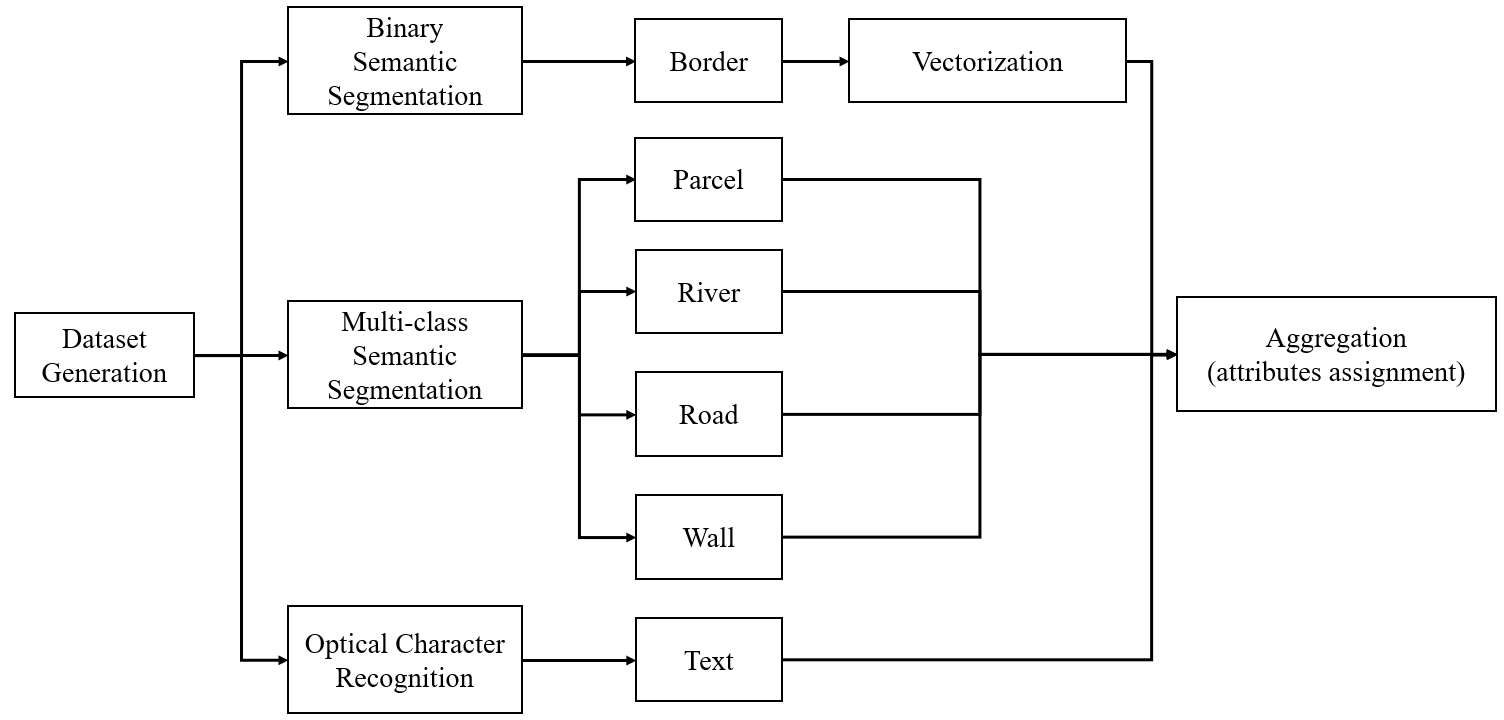 Binary
Semantic
Segmentation
Border
Vectorization
Parcel
River
Dataset
Generation
Multi-class
Semantic
Segmentation
Aggregation
(attributes assignment)
Road
Wall
Optical Character
Recognition
Text